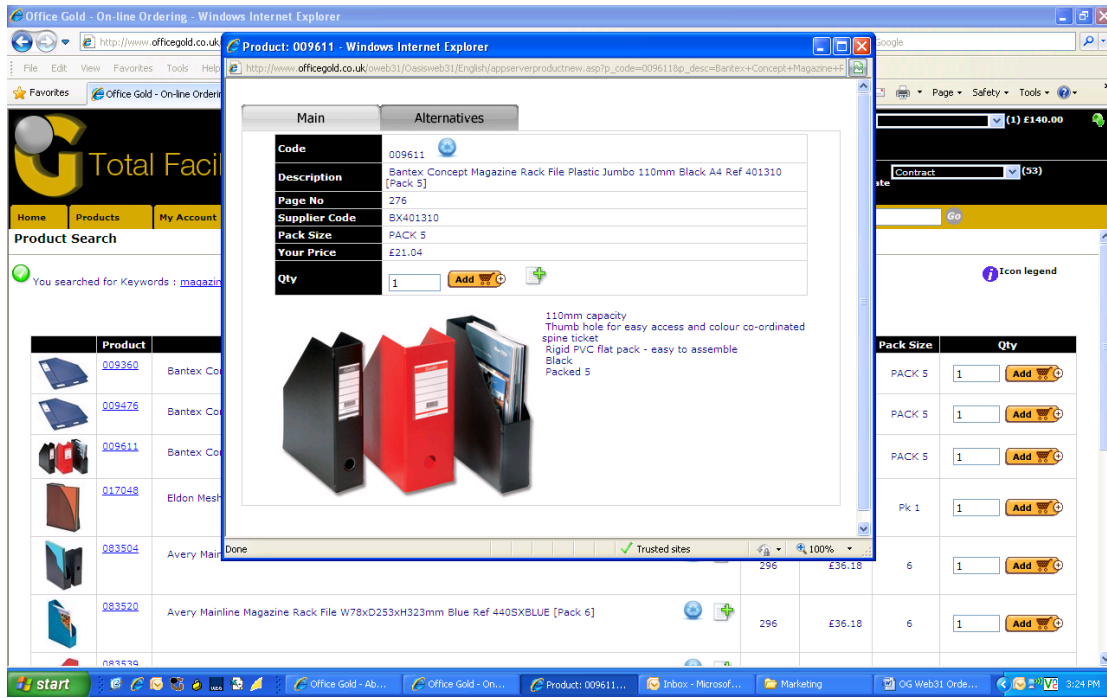 Office Gold - On-line Ordering - Windows Internet Explorer
http://www.officegold.co.uk
Google
File Edit View Favorites Tools Help
Favorites
Office Gold - On-line Orderin
Page Safety Tools
Total Facil
(1) £140.00
Contract
(53)
Home Products My Account
Go
Product Search
You searched for Keywords : magazin
Icon legend
Product
Pack Size Qty
009360 Bantex Co PACK 5 1 Add
009476 Bantex Co PACK 5 1 Add
009611 Bantex Co PACK 5 1 Add
017048 Eldon Mesh Pk 1 1 Add
083504 Avery Main 296 £36.18 6 1 Add
083520 Avery Mainline Magazine Rack File W78xD253xH323mm Blue Ref 440SXBLUE [Pack 6] 296 £36.18 6 1 Add
083539
Product: 009611 - Windows Internet Explorer
http://www.officegold.co.uk/oweb31/Oasisweb31/English/appserverproductnew.asp?p_code=009611&p_desc=Bantex+Concept+Magazine+F
Main Alternatives
Code 009611
Description Bantex Concept Magazine Rack File Plastic Jumbo 110mm Black A4 Ref 401310
[Pack 5]
Page No 276
Supplier Code BX401310
Pack Size PACK 5
Your Price £21.04
Qty 1 Add
110mm capacity
Thumb hole for easy access and colour co-ordinated
spine ticket
Rigid PVC flat pack - easy to assemble
Black
Packed 5
Done Trusted sites 100%
start Office Gold - Ab... Office Gold - On... Product: 009611... Inbox - Microsof... Marketing OG Web31 Orde... 3:24 PM